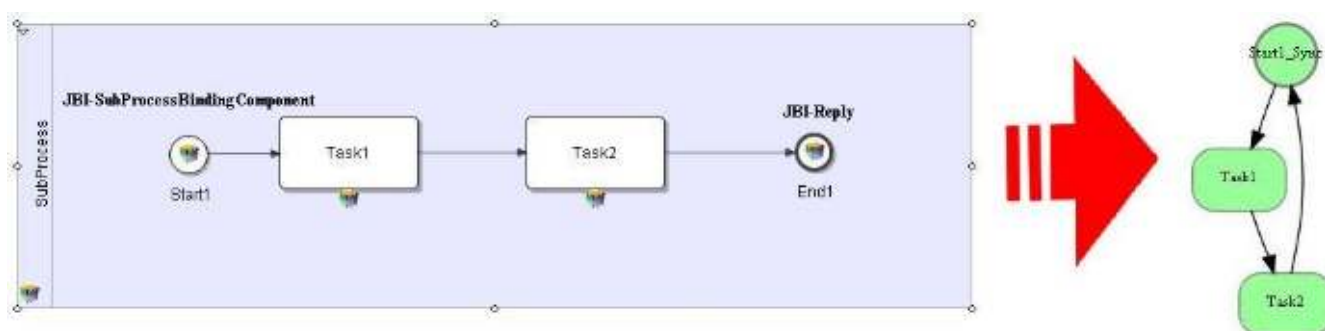 SubProcess
JBI-SubProcessBindingComponent
Start1
Task1
Task2
JBI-Reply
End1
Start1_Sync
Task1
Task2